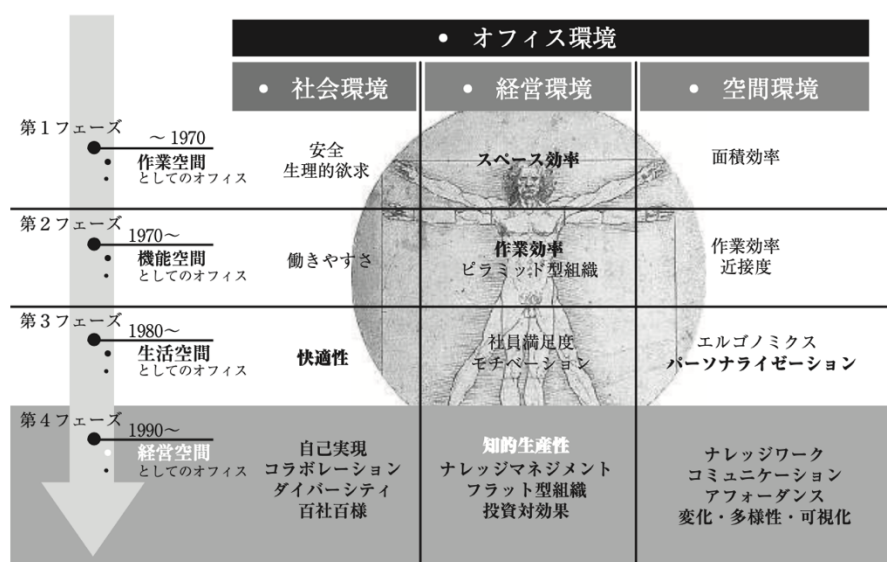 • オフィス環境
• 社会環境
• 経営環境
• 空間環境
第1フェーズ
～1970
• 作業空間
• としてのオフィス
安全
生理的欲求
スペース効率
面積効率
第2フェーズ
1970～
• 機能空間
• としてのオフィス
働きやすさ
作業効率
ピラミッド型組織
作業効率
近接度
第3フェーズ
1980～
• 生活空間
• としてのオフィス
快適性
社員満足度
モチベーション
エルゴノミクス
パーソナライゼーション
第4フェーズ
1990～
• 経営空間
• としてのオフィス
自己実現
コラボレーション
ダイバーシティ
百社百様
知的生産性
ナレッジマネジメント
フラット型組織
投資対効果
ナレッジワーク
コミュニケーション
アフォーダンス
変化・多様性・可視化